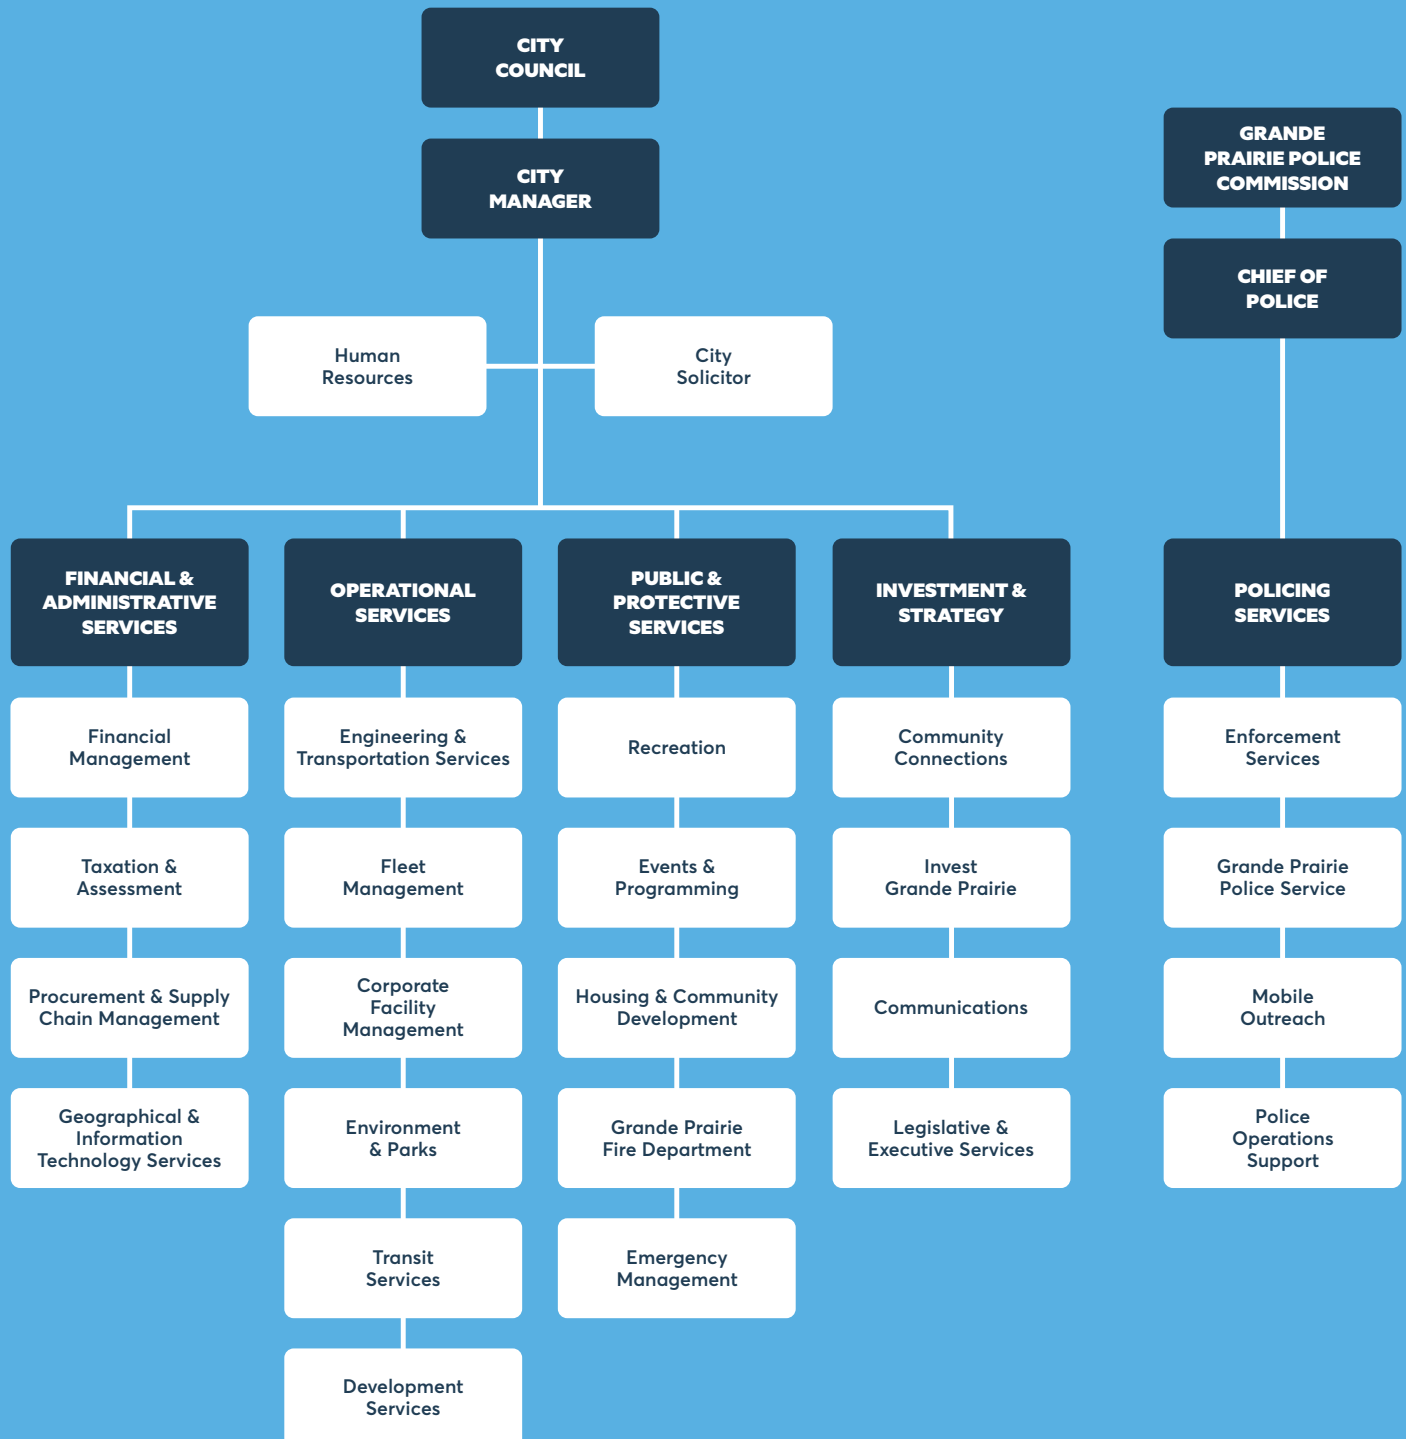 CITY
COUNCIL
CITY
MANAGER
GRANDE
PRAIRIE POLICE
COMMISSION
CHIEF OF
POLICE
Human
Resources
City
Solicitor
FINANCIAL &
ADMINISTRATIVE
SERVICES
Financial
Management
Taxation &
Assessment
Procurement & Supply
Chain Management
Geographical &
Information
Technology Services
OPERATIONAL
SERVICES
Engineering &
Transportation Services
Fleet
Management
Corporate
Facility
Management
Environment
& Parks
Transit
Services
Development
Services
PUBLIC &
PROTECTIVE
SERVICES
Recreation
Events &
Programming
Housing & Community
Development
Grande Prairie
Fire Department
Emergency
Management
INVESTMENT &
STRATEGY
Community
Connections
Invest
Grande Prairie
Communications
Legislative &
Executive Services
POLICING
SERVICES
Enforcement
Services
Grande Prairie
Police Service
Mobile
Outreach
Police
Operations
Support